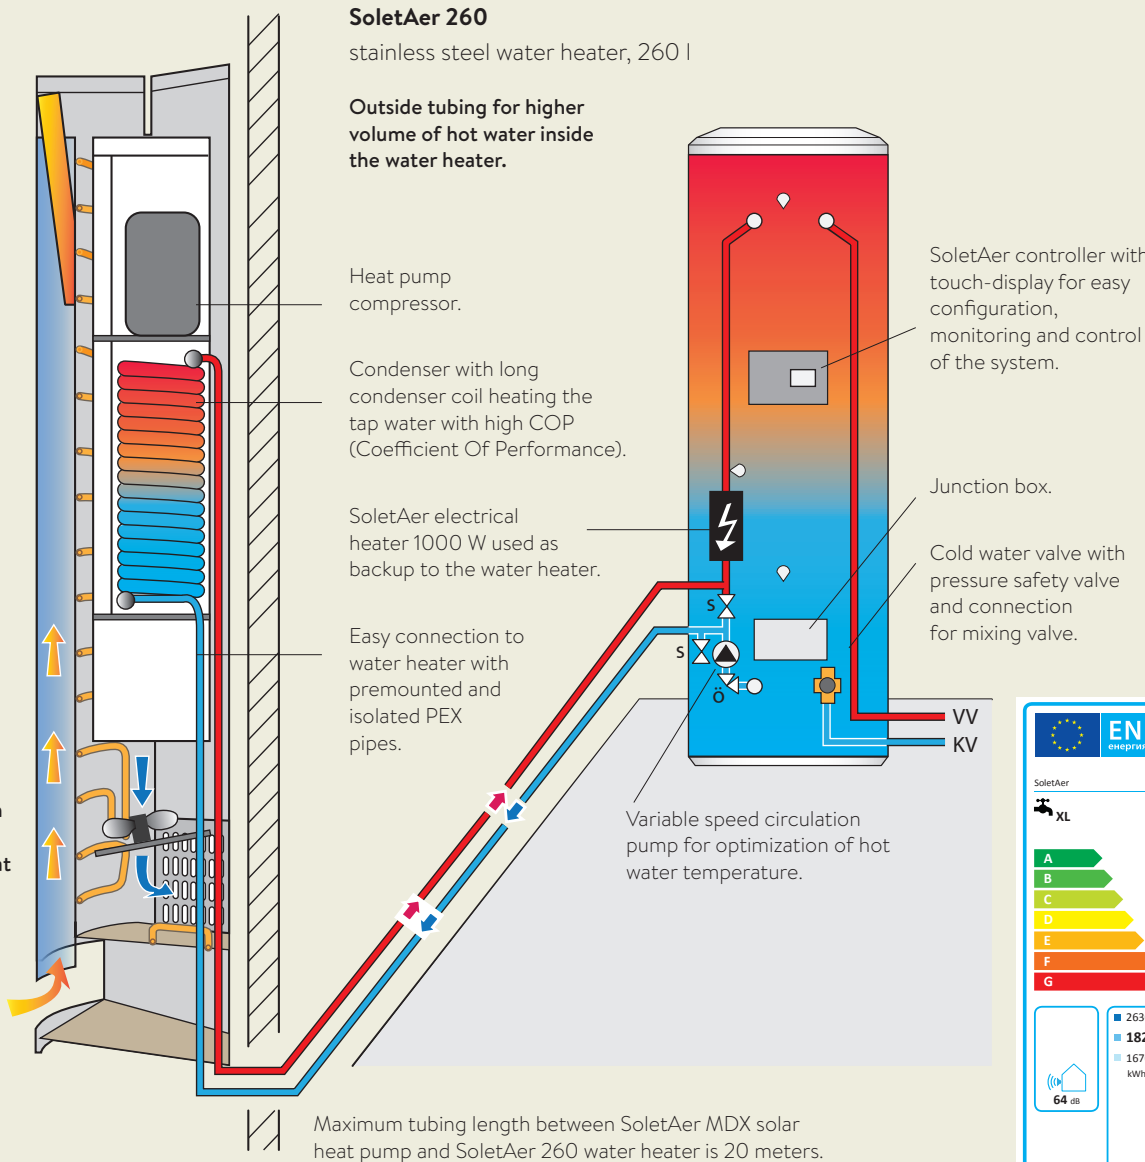 SoletAer 260
stainless steel water heater, 260 l
Outside tubing for higher
volume of hot water inside
the water heater.
Heat pump
compressor.
Condenser with long
condenser coil heating the
tap water with high COP
(Coefficient Of Performance).
SoletAer electrical
heater 1000 W used as
backup to the water heater.
Easy connection to
water heater with
premounted and
isolated PEX
pipes.
SoletAer controller with
touch-display for easy
configuration,
monitoring and control
of the system.
Junction box.
Cold water valve with
pressure safety valve
and connection
for mixing valve.
S
S
Ö
VV
KV
Variable speed circulation
pump for optimization of hot
water temperature.
Maximum tubing length between SoletAer MDX solar
heat pump and SoletAer 260 water heater is 20 meters.
EN
енергия
SoletAer
XL
A
B
C
D
E
F
G
263
182
167
kWh
64 dB